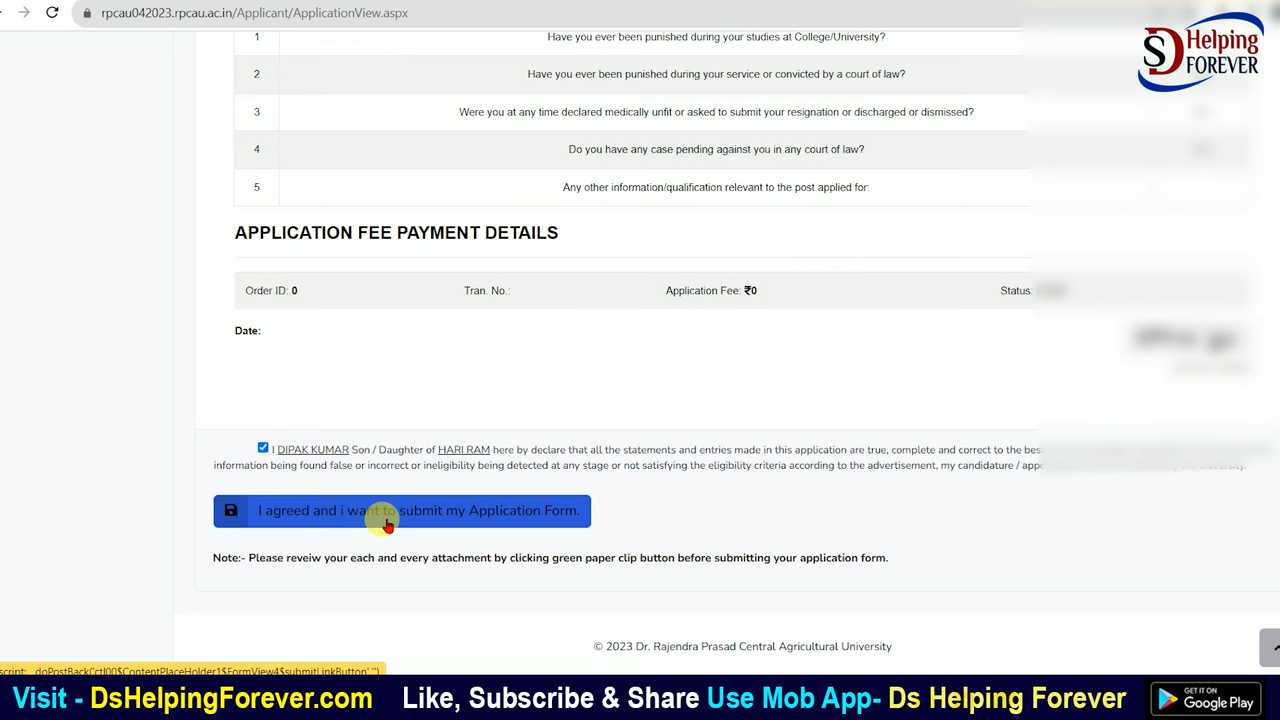 rpcau042023.rpcau.ac.in/Applicant/ApplicationView.aspx
SD Helping FOREVER
1 Have you ever been punished during your studies at College/University?
2 Have you ever been punished during your service or convicted by a court of law?
3 Were you at any time declared medically unfit or asked to submit your resignation or discharged or dismissed?
4 Do you have any case pending against you in any court of law?
5 Any other information/qualification relevant to the post applied for:
APPLICATION FEE PAYMENT DETAILS
Order ID: 0 Tran. No.: Application Fee: ₹0 Status:
Date:
I DIPAK KUMAR Son / Daughter of HARI RAM here by declare that all the statements and entries made in this application are true, complete and correct to the best
information being found false or incorrect or ineligibility being detected at any stage or not satisfying the eligibility criteria according to the advertisement, my candidature /
I agreed and i want to submit my Application Form.
Note:- Please reveiw your each and every attachment by clicking green paper clip button before submitting your application form.
© 2023 Dr. Rajendra Prasad Central Agricultural University
script:__doPostBack('ctl00$ContentPlaceHolder1$FormView4$submitLinkButton','')
Visit - DsHelpingForever.com Like, Subscribe & Share Use Mob App- Ds Helping Forever
GET IT ON
Google Play